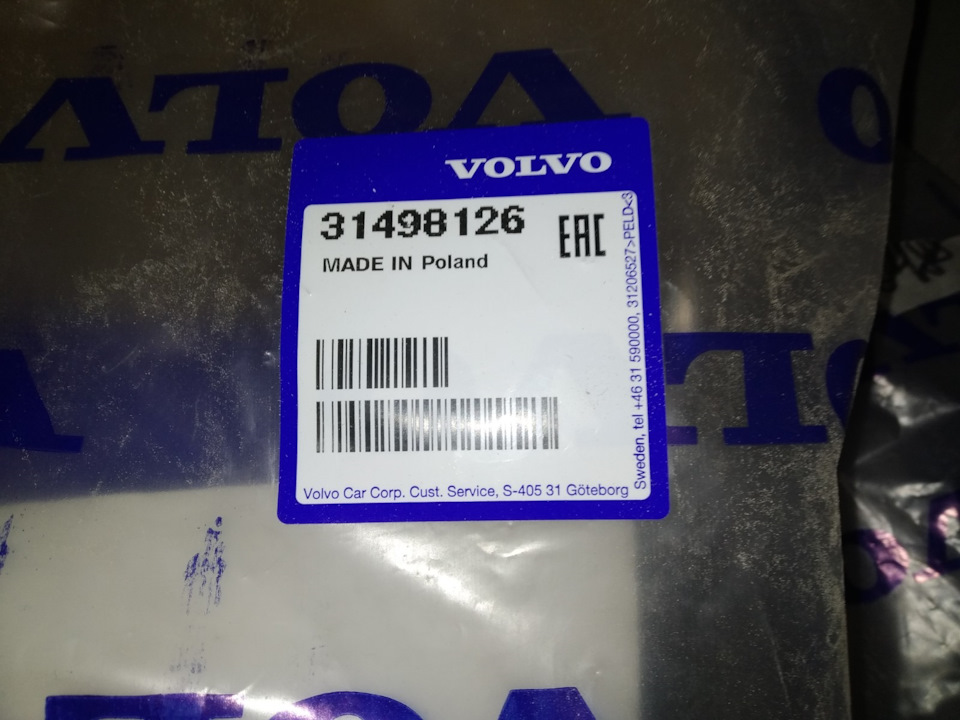 VOLVO
VOLVO
31498126
EAC
MADE IN Poland
Volvo Car Corp. Cust. Service, S-405 31 Göteborg
Sweden, tel +46 31 590000, 31206527>PELD<3